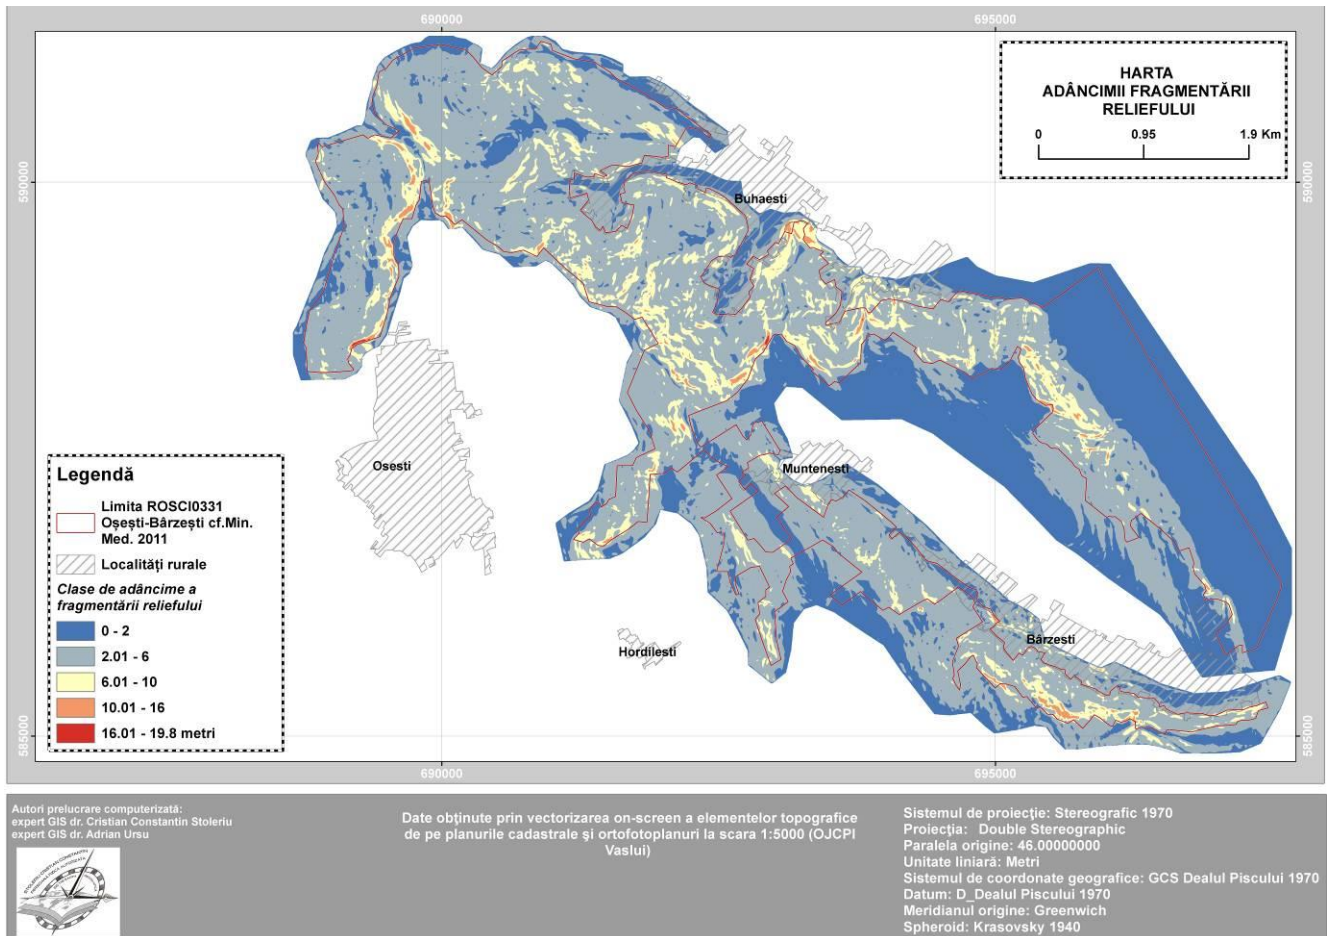 690000
695000
HARTA
ADÂNCIMII FRAGMENTĂRII
RELIEFULUI
0 0.95 1.9 Km
590000
590000
Buhaesti
Osesti
Muntenesti
Hordilesti
Bârzesti
Legendă
Limita ROSCI0331
Oșești-Bârzești cf.Min.
Med. 2011
Localităţi rurale
Clase de adâncime a
fragmentării reliefului
0 - 2
2.01 - 6
6.01 - 10
10.01 - 16
16.01 - 19.8 metri
585000
585000
690000
695000
Autori prelucrare computerizată:
expert GIS dr. Cristian Constantin Stoleriu
expert GIS dr. Adrian Ursu
Date obţinute prin vectorizarea on-screen a elementelor topografice
de pe planurile cadastrale şi ortofotoplanuri la scara 1:5000 (OJCPI
Vaslui)
Sistemul de proiecţie: Stereografic 1970
Proiecţia: Double Stereographic
Paralela origine: 46.00000000
Unitate liniară: Metri
Sistemul de coordonate geografice: GCS Dealul Piscului 1970
Datum: D_Dealul Piscului 1970
Meridianul origine: Greenwich
Spheroid: Krasovsky 1940